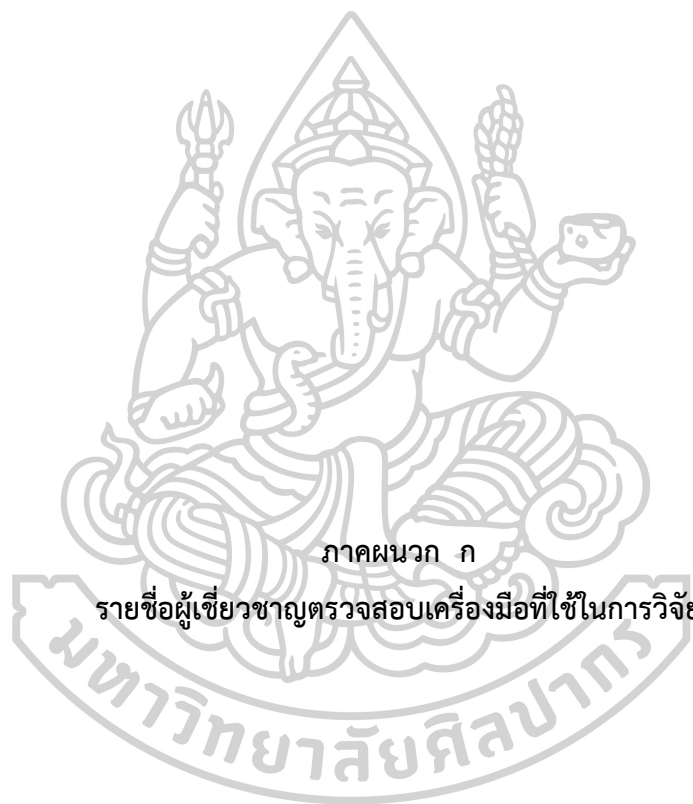 ภาคผนวก ก
รายชื่อผู้เชี่ยวชาญตรวจสอบเครื่องมือที่ใช้ในการวิจัย
มหาวิทยาลัยศิลปากร